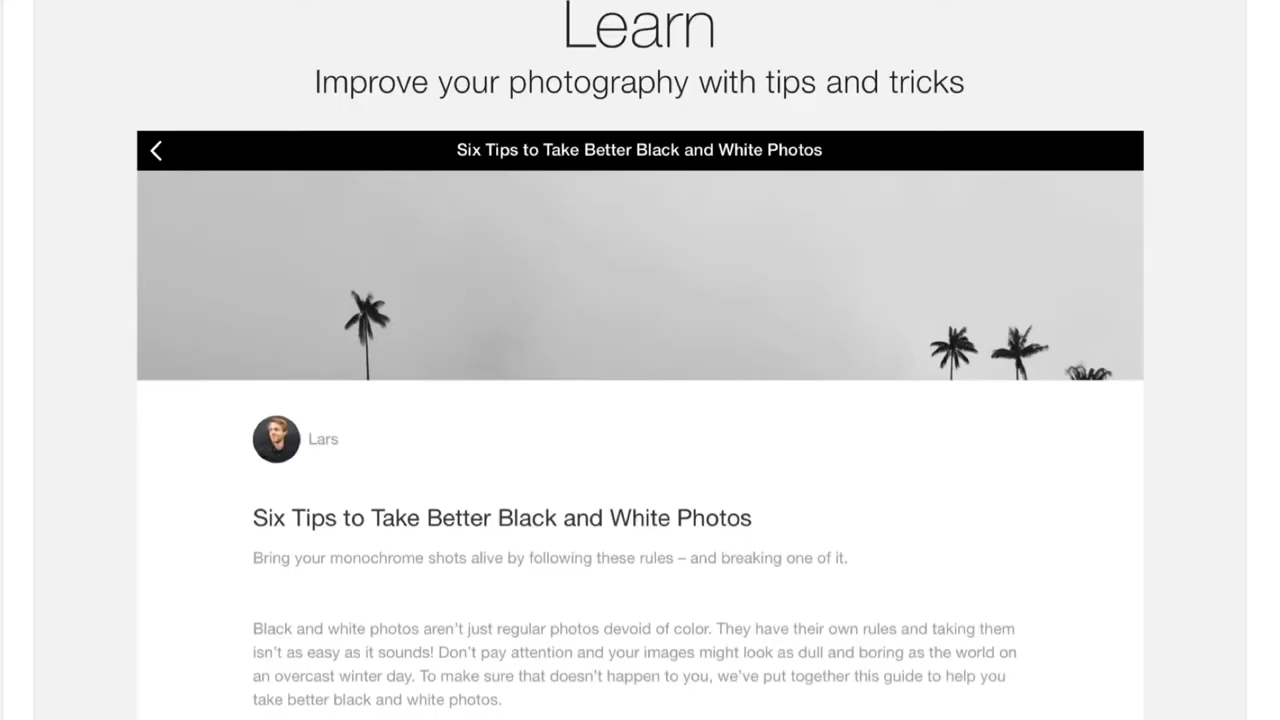 Learn
Improve your photography with tips and tricks
Six Tips to Take Better Black and White Photos
Lars
Six Tips to Take Better Black and White Photos
Bring your monochrome shots alive by following these rules – and breaking one of it.
Black and white photos aren't just regular photos devoid of color. They have their own rules and taking them
isn't as easy as it sounds! Don't pay attention and your images might look as dull and boring as the world on
an overcast winter day. To make sure that doesn't happen to you, we've put together this guide to help you
take better black and white photos.